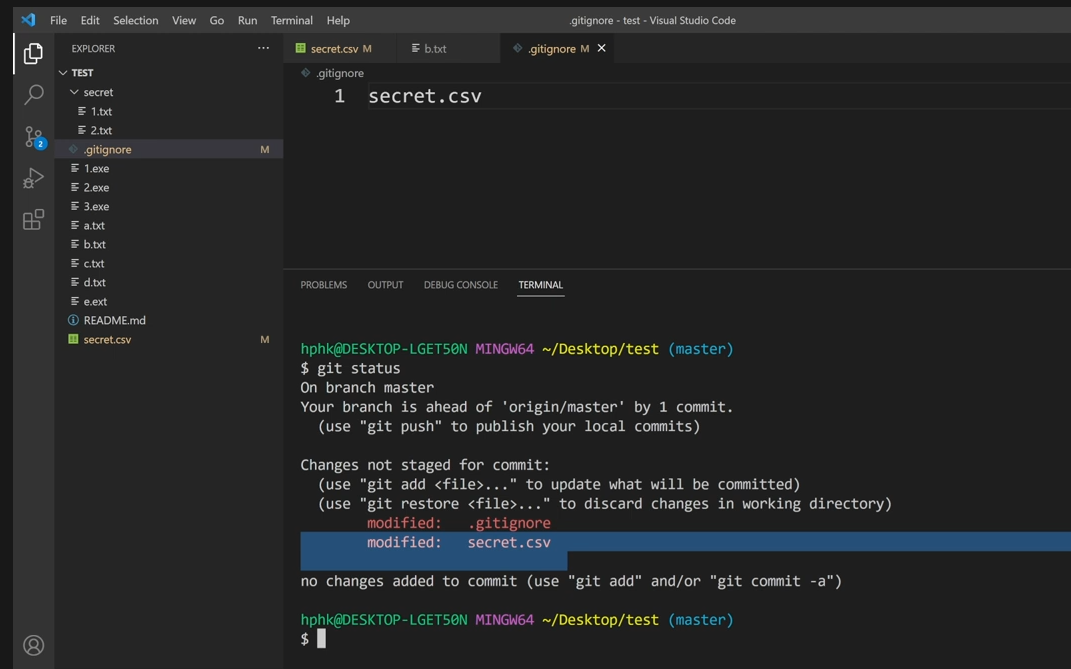 File Edit Selection View Go Run Terminal Help
.gitignore - test - Visual Studio Code
EXPLORER ...
TEST
secret
1.txt
2.txt
.gitignore M
1.exe
2.exe
3.exe
a.txt
b.txt
c.txt
d.txt
e.ext
README.md
secret.csv M
2
secret.csv M b.txt .gitignore M
.gitignore
1 secret.csv
PROBLEMS OUTPUT DEBUG CONSOLE TERMINAL
hphk@DESKTOP-LGET50N MINGW64 ~/Desktop/test (master)
$ git status
On branch master
Your branch is ahead of 'origin/master' by 1 commit.
(use "git push" to publish your local commits)
Changes not staged for commit:
(use "git add <file>..." to update what will be committed)
(use "git restore <file>..." to discard changes in working directory)
modified: .gitignore
modified: secret.csv
no changes added to commit (use "git add" and/or "git commit -a")
hphk@DESKTOP-LGET50N MINGW64 ~/Desktop/test (master)
$